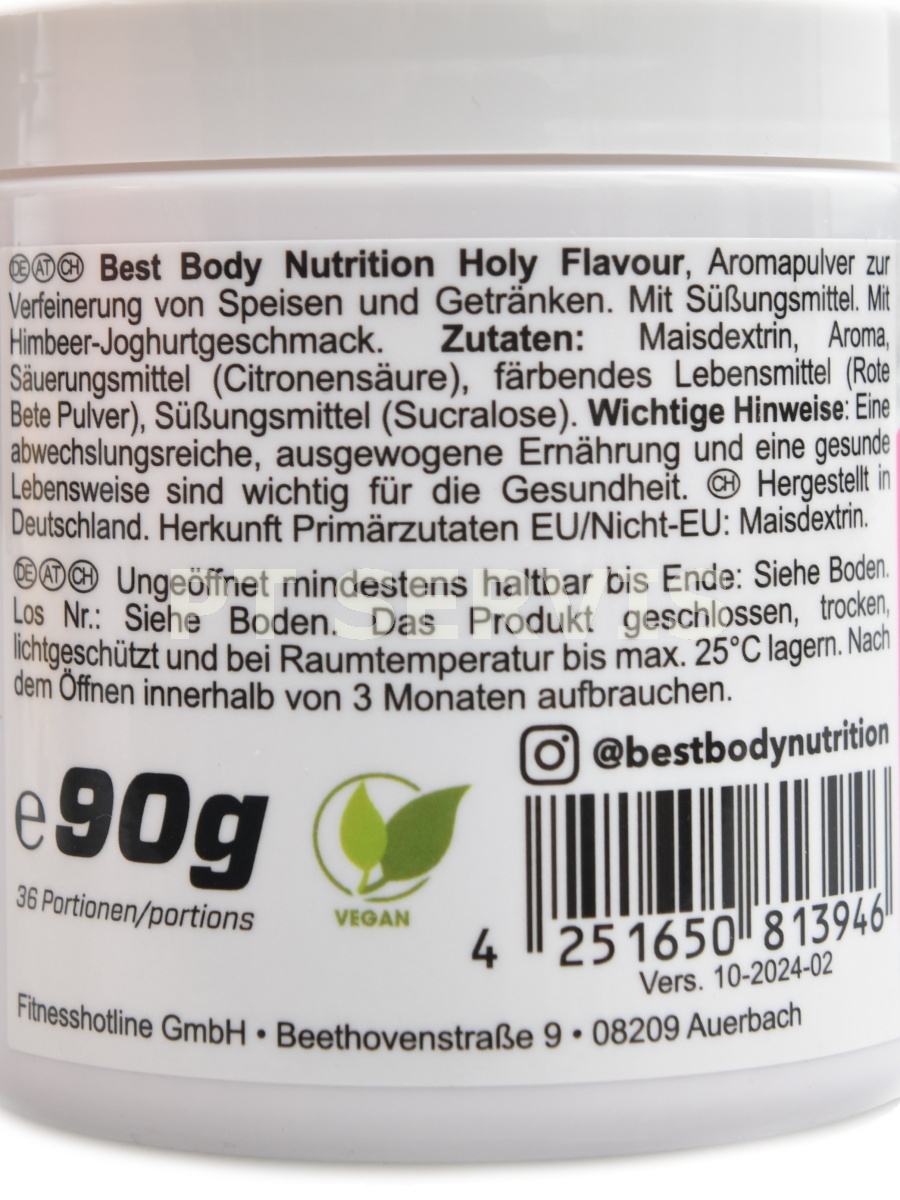 DE AT CH Best Body Nutrition Holy Flavour, Aromapulver zur
Verfeinerung von Speisen und Getränken. Mit Süßungsmittel. Mit
Himbeer-Joghurtgeschmack. Zutaten: Maisdextrin, Aroma,
Säuerungsmittel (Citronensäure), färbendes Lebensmittel (Rote
Bete Pulver), Süßungsmittel (Sucralose). Wichtige Hinweise: Eine
abwechslungsreiche, ausgewogene Ernährung und eine gesunde
Lebensweise sind wichtig für die Gesundheit. CH Hergestellt in
Deutschland. Herkunft Primärzutaten EU/Nicht-EU: Maisdextrin.
DE AT CH Ungeöffnet mindestens haltbar bis Ende: Siehe Boden.
Los Nr.: Siehe Boden. Das Produkt geschlossen, trocken,
lichtgeschützt und bei Raumtemperatur bis max. 25°C lagern. Nach
dem Öffnen innerhalb von 3 Monaten aufbrauchen.
PT SERVIS
@bestbodynutrition
e 90g
36 Portionen/portions
VEGAN
4 251650 813946
Vers. 10-2024-02
Fitnesshotline GmbH • Beethovenstraße 9 • 08209 Auerbach